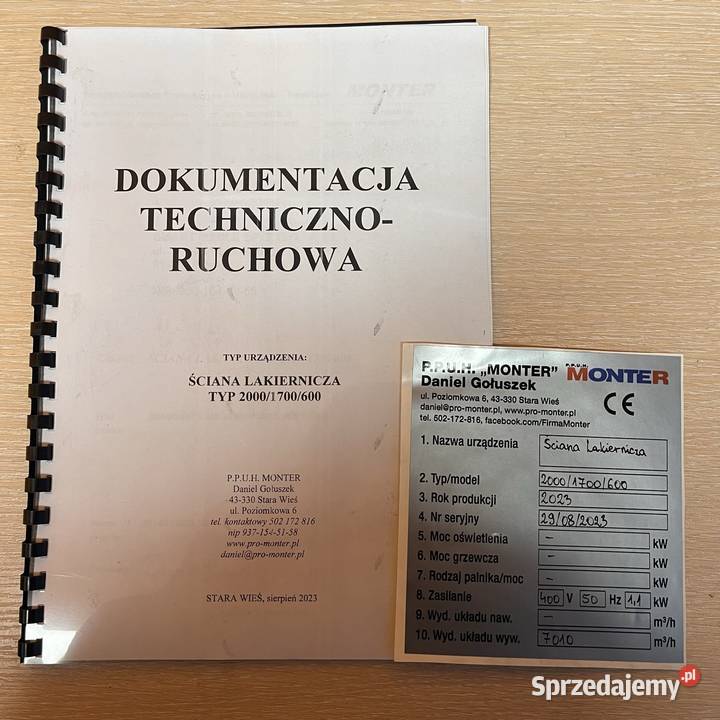 MONTER
DOKUMENTACJA
TECHNICZNO-
RUCHOWA
TYP URZĄDZENIA:
ŚCIANA LAKIERNICZA
TYP 2000/1700/600
P.P.U.H. MONTER
Daniel Gołuszek
43-330 Stara Wieś
ul. Poziomkowa 6
tel. kontaktowy 502 172 816
nip 937-154-51-58
www.pro-monter.pl
daniel@pro-monter.pl
STARA WIEŚ, sierpień 2023
P.P.U.H. „MONTER”
Daniel Gołuszek
P.P.U.H.
MONTER
ul. Poziomkowa 6, 43-330 Stara Wieś
daniel@pro-monter.pl, www.pro-monter.pl
tel. 502-172-816, facebook.com/FirmaMonter
CE
1. Nazwa urządzenia Ściana Lakiernicza
2. Typ/model 2000/1700/600
3. Rok produkcji 2023
4. Nr seryjny 29/08/2023
5. Moc oświetlenia – kW
6. Moc grzewcza – kW
7. Rodzaj palnika/moc – kW
8. Zasilanie 400 V 50 Hz 1,1 kW
9. Wyd. układu naw. – m³/h
10. Wyd. układu wyw. 7010 m³/h
Sprzedajemy.pl